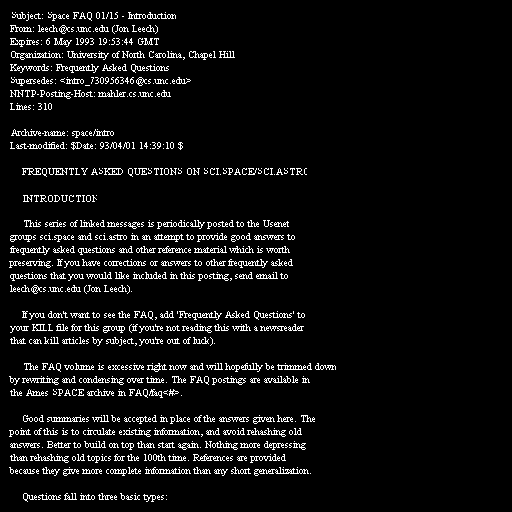 Subject: Space FAQ 01/15 - Introduction
From: leech@cs.unc.edu (Jon Leech)
Expires: 6 May 1993 19:53:44 GMT
Organization: University of North Carolina, Chapel Hill
Keywords: Frequently Asked Questions
Supersedes: <intro_730956346@cs.unc.edu>
NNTP-Posting-Host: mahler.cs.unc.edu
Lines: 310
Archive-name: space/intro
Last-modified: $Date: 93/04/01 14:39:10 $
FREQUENTLY ASKED QUESTIONS ON SCI.SPACE/SCI.ASTRO
INTRODUCTION
This series of linked messages is periodically posted to the Usenet
groups sci.space and sci.astro in an attempt to provide good answers to
frequently asked questions and other reference material which is worth
preserving. If you have corrections or answers to other frequently asked
questions that you would like included in this posting, send email to
leech@cs.unc.edu (Jon Leech).
If you don't want to see the FAQ, add 'Frequently Asked Questions' to
your KILL file for this group (if you're not reading this with a newsreader
that can kill articles by subject, you're out of luck).
The FAQ volume is excessive right now and will hopefully be trimmed down
by rewriting and condensing over time. The FAQ postings are available in
the Ames SPACE archive in FAQ/faq<#>.
Good summaries will be accepted in place of the answers given here. The
point of this is to circulate existing information, and avoid rehashing old
answers. Better to build on top than start again. Nothing more depressing
than rehashing old topics for the 100th time. References are provided
because they give more complete information than any short generalization.
Questions fall into three basic types: